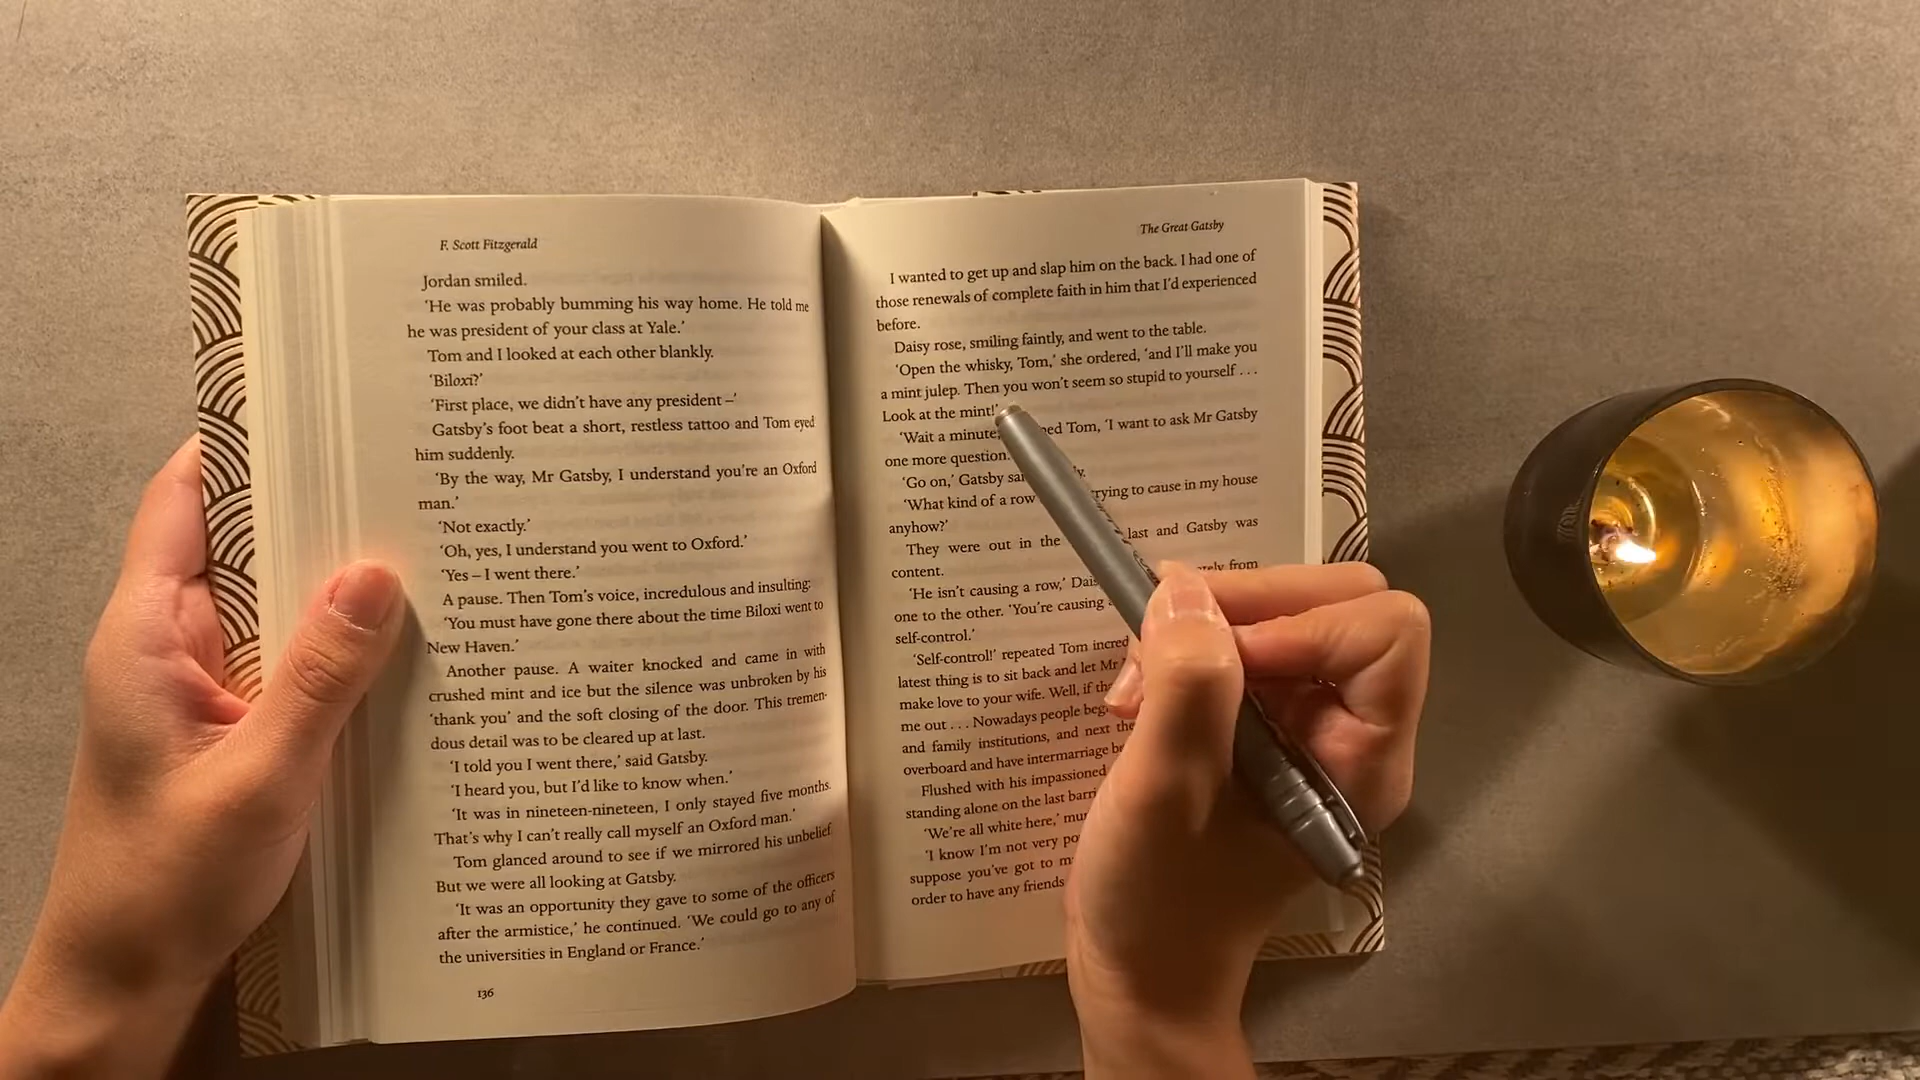 F. Scott Fitzgerald
Jordan smiled.
‘He was probably bumming his way home. He told me
he was president of your class at Yale.’
Tom and I looked at each other blankly.
‘Biloxi?’
‘First place, we didn’t have any president –’
Gatsby’s foot beat a short, restless tattoo and Tom eyed
him suddenly.
‘By the way, Mr Gatsby, I understand you’re an Oxford
man.’
‘Not exactly.’
‘Oh, yes, I understand you went to Oxford.’
‘Yes – I went there.’
A pause. Then Tom’s voice, incredulous and insulting:
‘You must have gone there about the time Biloxi went to
New Haven.’
Another pause. A waiter knocked and came in with
crushed mint and ice but the silence was unbroken by his
‘thank you’ and the soft closing of the door. This tremen-
dous detail was to be cleared up at last.
‘I told you I went there,’ said Gatsby.
‘I heard you, but I’d like to know when.’
‘It was in nineteen-nineteen, I only stayed five months.
That’s why I can’t really call myself an Oxford man.’
Tom glanced around to see if we mirrored his unbelief.
But we were all looking at Gatsby.
‘It was an opportunity they gave to some of the officers
after the armistice,’ he continued. ‘We could go to any of
the universities in England or France.’
136
The Great Gatsby
I wanted to get up and slap him on the back. I had one of
those renewals of complete faith in him that I’d experienced
before.
Daisy rose, smiling faintly, and went to the table.
‘Open the whisky, Tom,’ she ordered, ‘and I’ll make you
a mint julep. Then you won’t seem so stupid to yourself . . .
Look at the mint!’
‘Wait a minute,’ Tom, ‘I want to ask Mr Gatsby
one more question.
‘Go on,’ Gatsby
‘What kind of a row trying to cause in my house
anyhow?’
They were out in the last and Gatsby was
content.
‘He isn’t causing a row,’ from
one to the other. ‘You’re causing
self-control.’
‘Self-control!’ repeated Tom
latest thing is to sit back and let Mr
make love to your wife. Well, if
me out . . . Nowadays people
and family institutions, and next
overboard and have intermarriage
Flushed with his impassioned
standing alone on the last
‘We’re all white here,’
‘I know I’m not very
suppose you’ve got to
order to have any friends